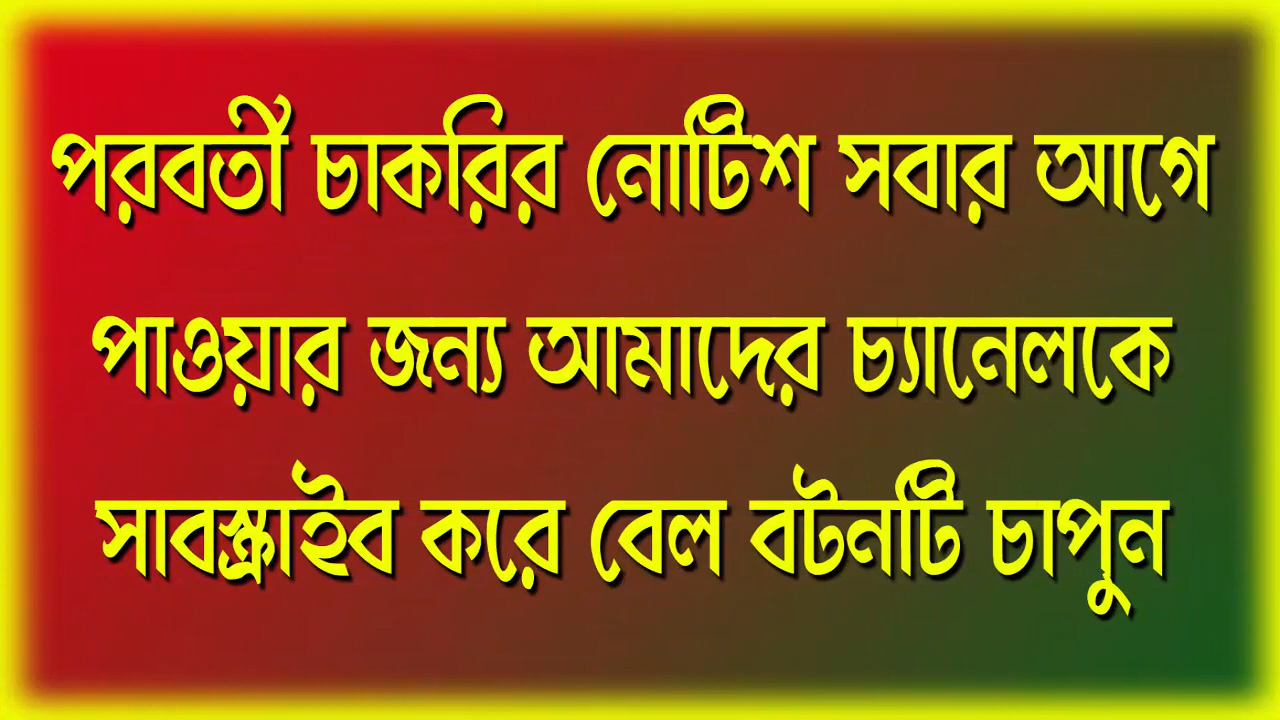 পরবর্তী চাকরির নোটিশ সবার আগে
পাওয়ার জন্য আমাদের চ্যানেলকে
সাবস্ক্রাইব করে বেল বটনটি চাপুন